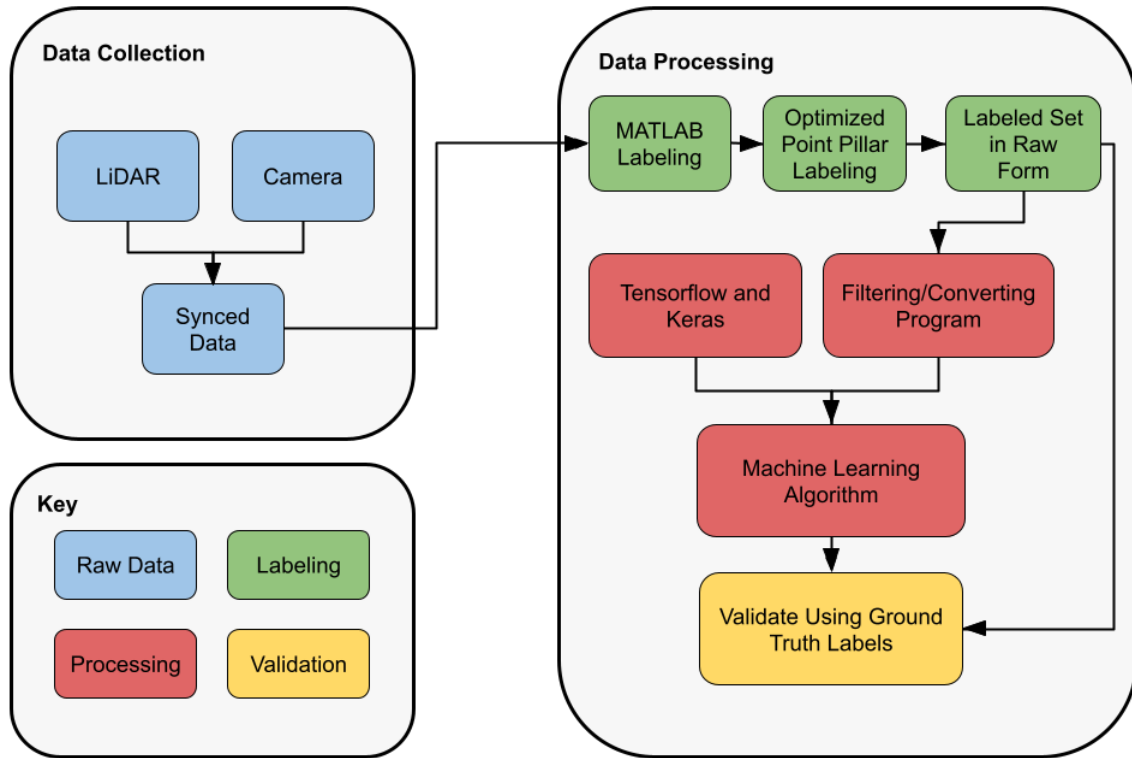 Data Collection
LiDAR
Camera
Synced
Data
Data Processing
MATLAB
Labeling
Optimized
Point Pillar
Labeling
Labeled Set
in Raw
Form
Tensorflow and
Keras
Filtering/Converting
Program
Machine Learning
Algorithm
Validate Using Ground
Truth Labels
Key
Raw Data
Labeling
Processing
Validation